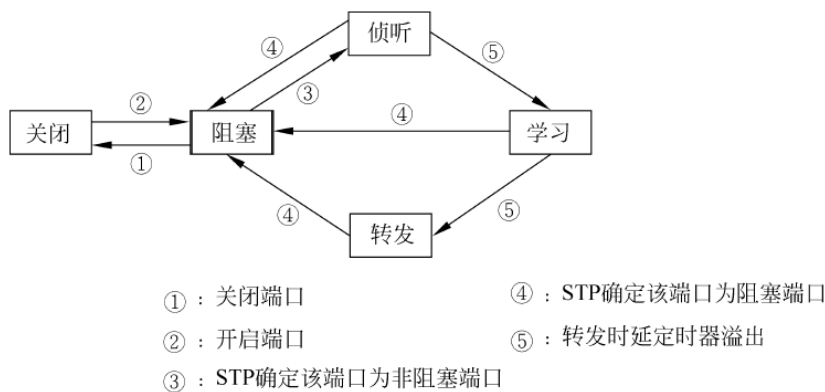 侦听
④
⑤
②
③
关闭
阻塞
④
学习
①
④
⑤
转发
①：关闭端口
④：STP确定该端口为阻塞端口
②：开启端口
⑤：转发时延定时器溢出
③：STP确定该端口为非阻塞端口